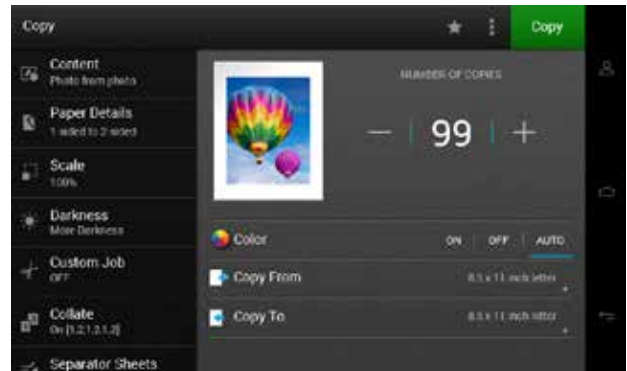 Copy
Copy
Content
Photo from photo
Paper Details
1 sided to 2 sided
Scale
100%
Darkness
More Darkness
Custom Job
OFF
Collate
On [1,2,1,2,1,2]
Separator Sheets
NUMBER OF COPIES
— 99 +
Color
ON OFF AUTO
Copy From
8.5 x 11 inch letter
Copy To
8.5 x 11 inch letter